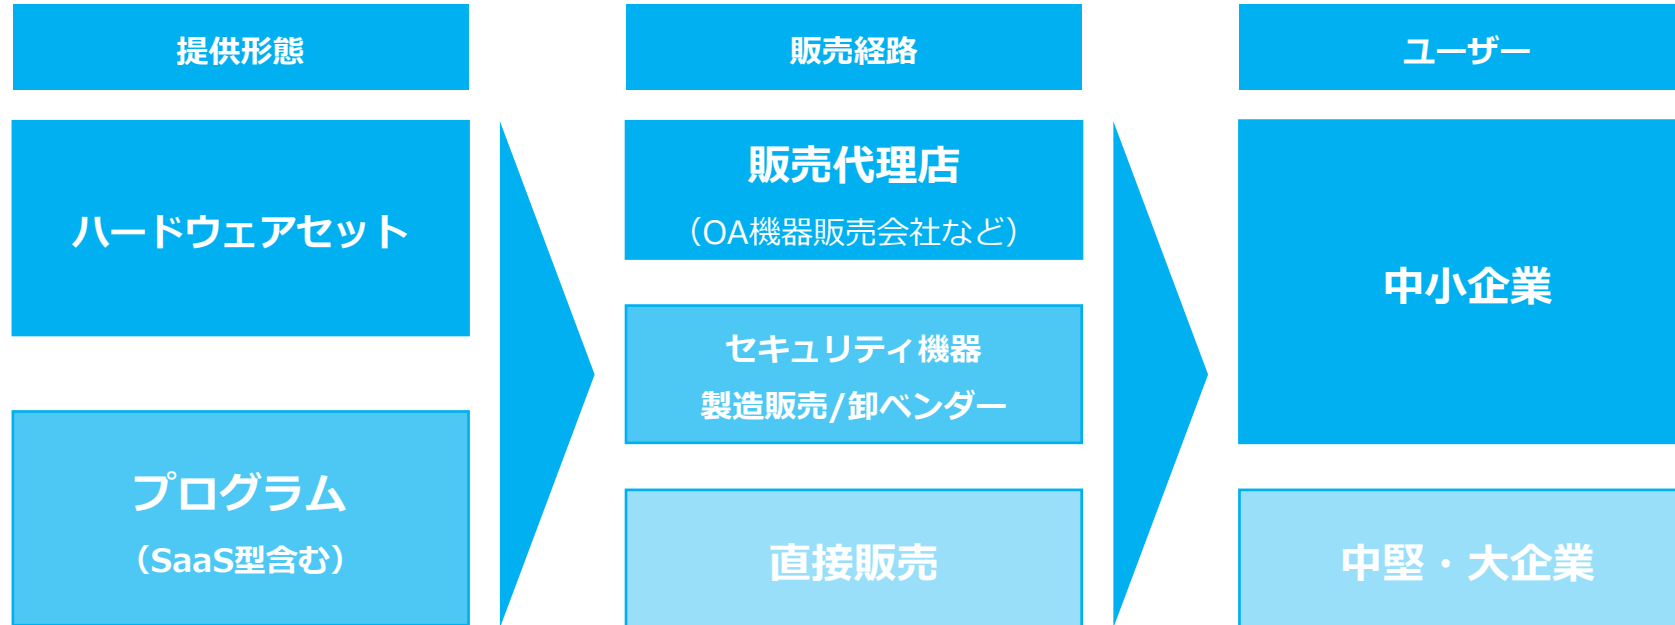 提供形態
ハードウェアセット
プログラム
（SaaS型含む）
販売経路
販売代理店
（OA機器販売会社など）
セキュリティ機器
製造販売/卸ベンダー
直接販売
ユーザー
中小企業
中堅・大企業